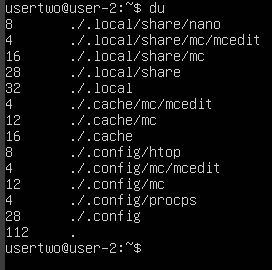 usertwo@user-2:~$ du
8 ./.local/share/nano
4 ./.local/share/mc/mcedit
16 ./.local/share/mc
28 ./.local/share
32 ./.local
4 ./.cache/mc/mcedit
12 ./.cache/mc
16 ./.cache
8 ./.config/htop
4 ./.config/mc/mcedit
12 ./.config/mc
4 ./.config/procps
28 ./.config
112 .
usertwo@user-2:~$